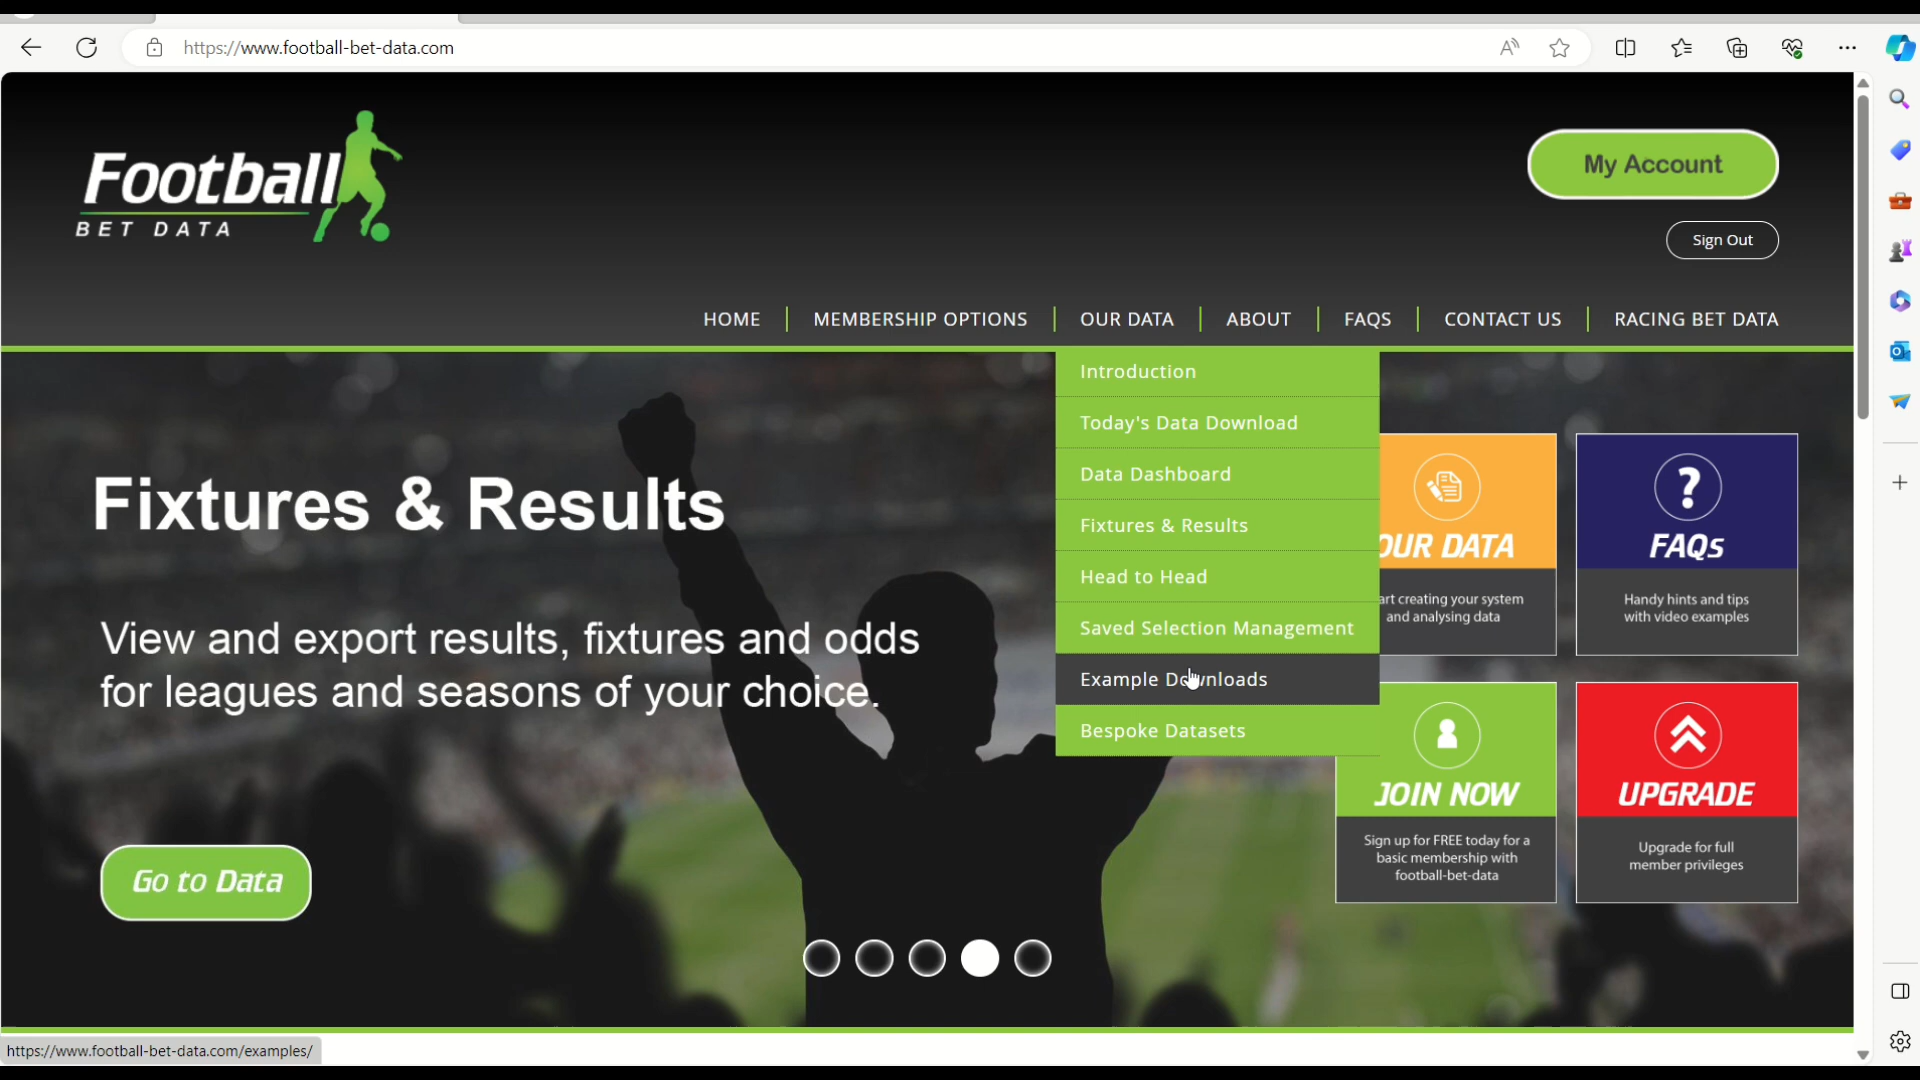 https://www.football-bet-data.com
Football
BET DATA
My Account
Sign Out
HOME
MEMBERSHIP OPTIONS
OUR DATA
ABOUT
FAQS
CONTACT US
RACING BET DATA
Introduction
Today's Data Download
Data Dashboard
Fixtures & Results
Head to Head
Saved Selection Management
Example Downloads
Bespoke Datasets
Fixtures & Results
View and export results, fixtures and odds
for leagues and seasons of your choice.
Go to Data
OUR DATA
creating your system
and analysing data
?
FAQs
Handy hints and tips
with video examples
JOIN NOW
Sign up for FREE today for a
basic membership with
football-bet-data
UPGRADE
Upgrade for full
member privileges
https://www.football-bet-data.com/examples/